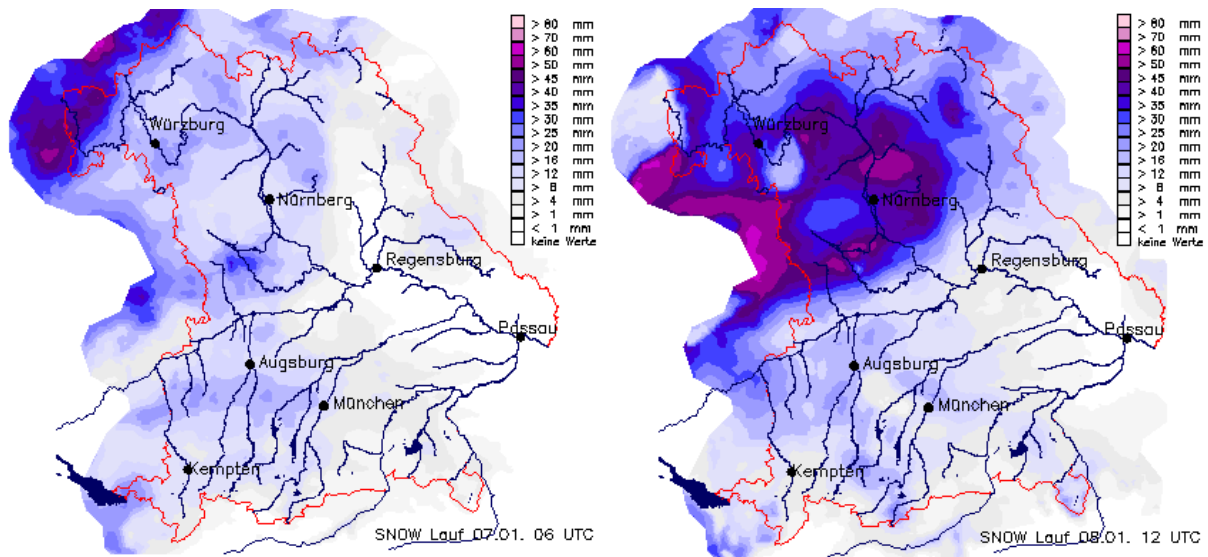 > 80 mm
> 70 mm
> 60 mm
> 50 mm
> 45 mm
> 40 mm
> 35 mm
> 30 mm
> 25 mm
> 20 mm
> 16 mm
> 12 mm
> 8 mm
> 4 mm
> 1 mm
< 1 mm
keine Werte
Würzburg
Nürnberg
Regensburg
Passau
Augsburg
München
Kempten
SNOW Lauf 07.01. 06 UTC
> 80 mm
> 70 mm
> 60 mm
> 50 mm
> 45 mm
> 40 mm
> 35 mm
> 30 mm
> 25 mm
> 20 mm
> 16 mm
> 12 mm
> 8 mm
> 4 mm
> 1 mm
< 1 mm
keine Werte
Würzburg
Nürnberg
Regensburg
Passau
Augsburg
München
Kempten
SNOW Lauf 08.01. 12 UTC